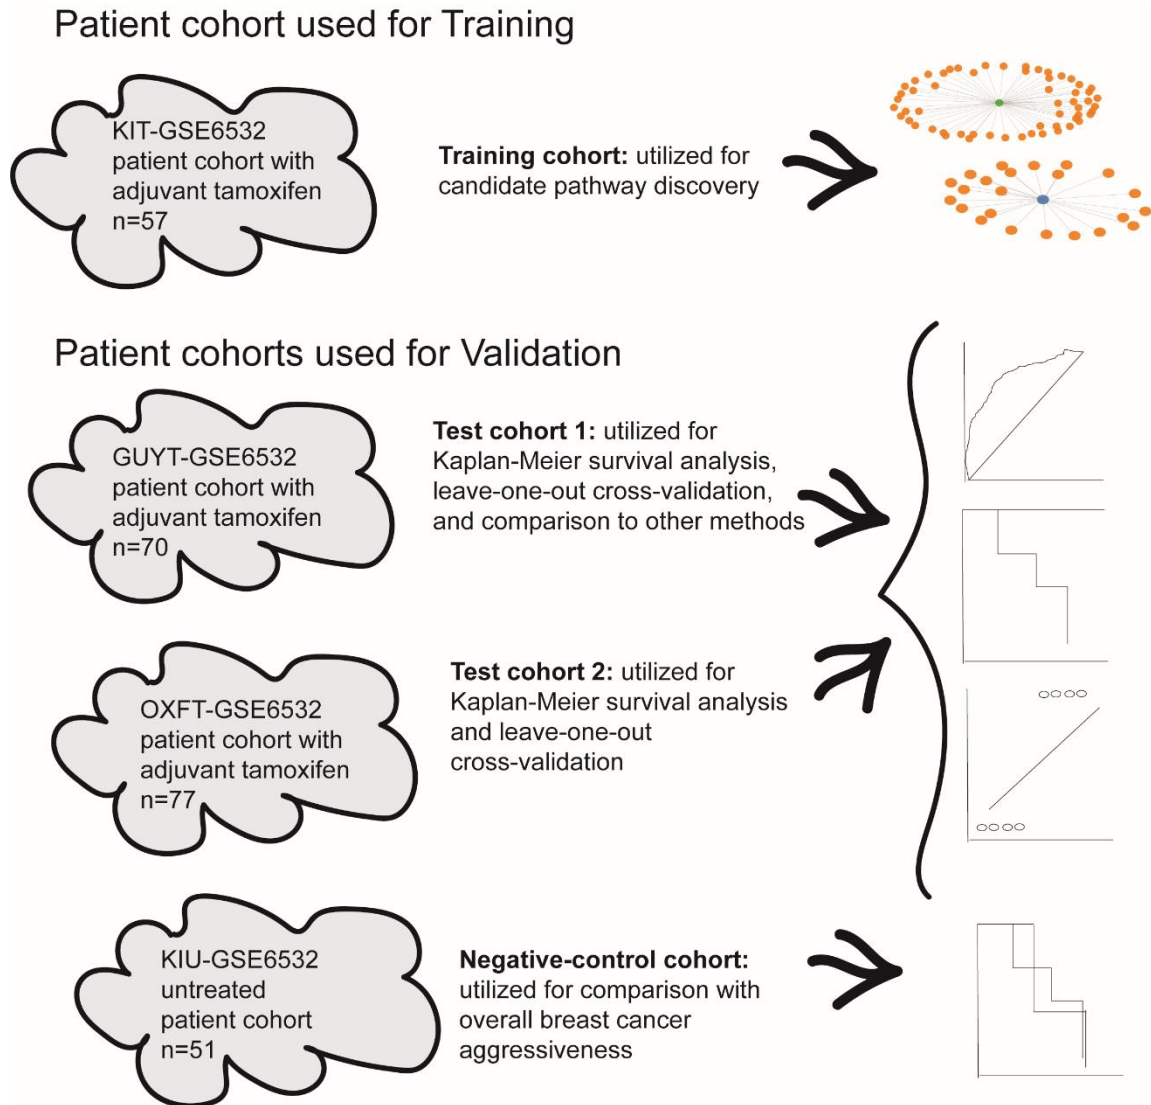 Patient cohort used for Training
KIT-GSE6532
patient cohort with
adjuvant tamoxifen
n=57
Training cohort: utilized for
candidate pathway discovery
Patient cohorts used for Validation
GUYT-GSE6532
patient cohort with
adjuvant tamoxifen
n=70
Test cohort 1: utilized for
Kaplan-Meier survival analysis,
leave-one-out cross-validation,
and comparison to other methods
OXFT-GSE6532
patient cohort with
adjuvant tamoxifen
n=77
Test cohort 2: utilized for
Kaplan-Meier survival analysis
and leave-one-out
cross-validation
KIU-GSE6532
untreated
patient cohort
n=51
Negative-control cohort:
utilized for comparison with
overall breast cancer
aggressiveness